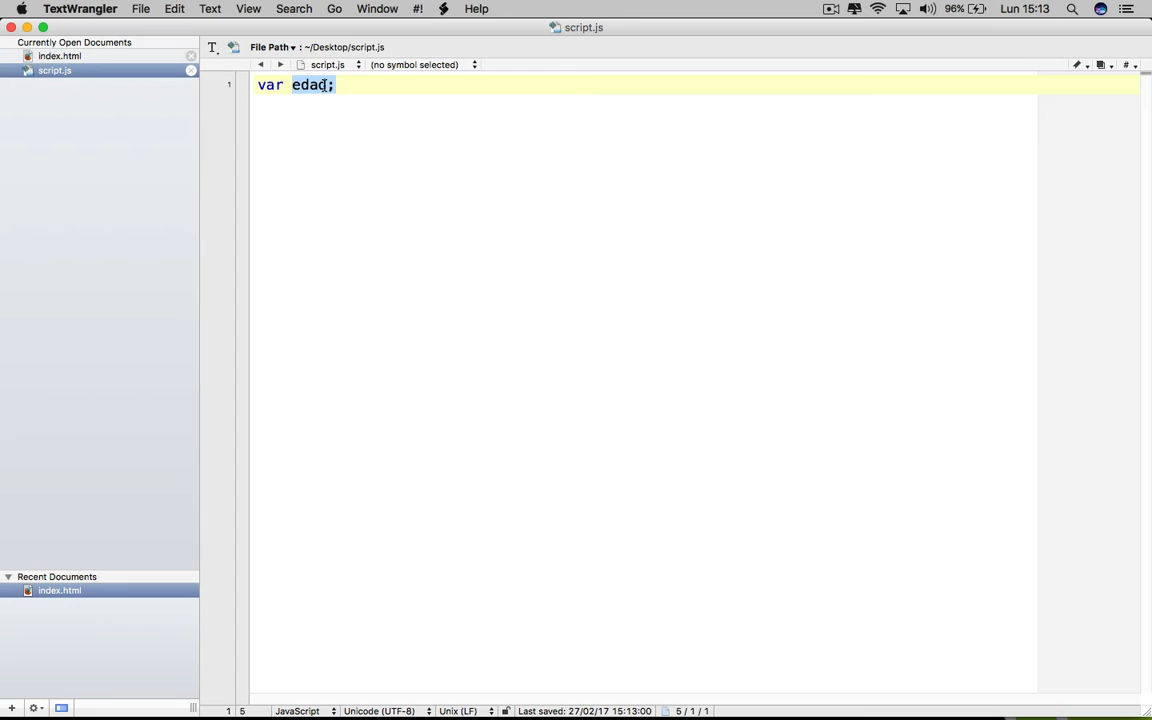 TextWrangler File Edit Text View Search Go Window #! Help 96% Lun 15:13
script.js
Currently Open Documents
index.html
script.js
File Path : ~/Desktop/script.js
script.js (no symbol selected) #
1 var edad;
Recent Documents
index.html
+ 1 5 JavaScript Unicode (UTF-8) Unix (LF) Last saved: 27/02/17 15:13:00 5 / 1 / 1